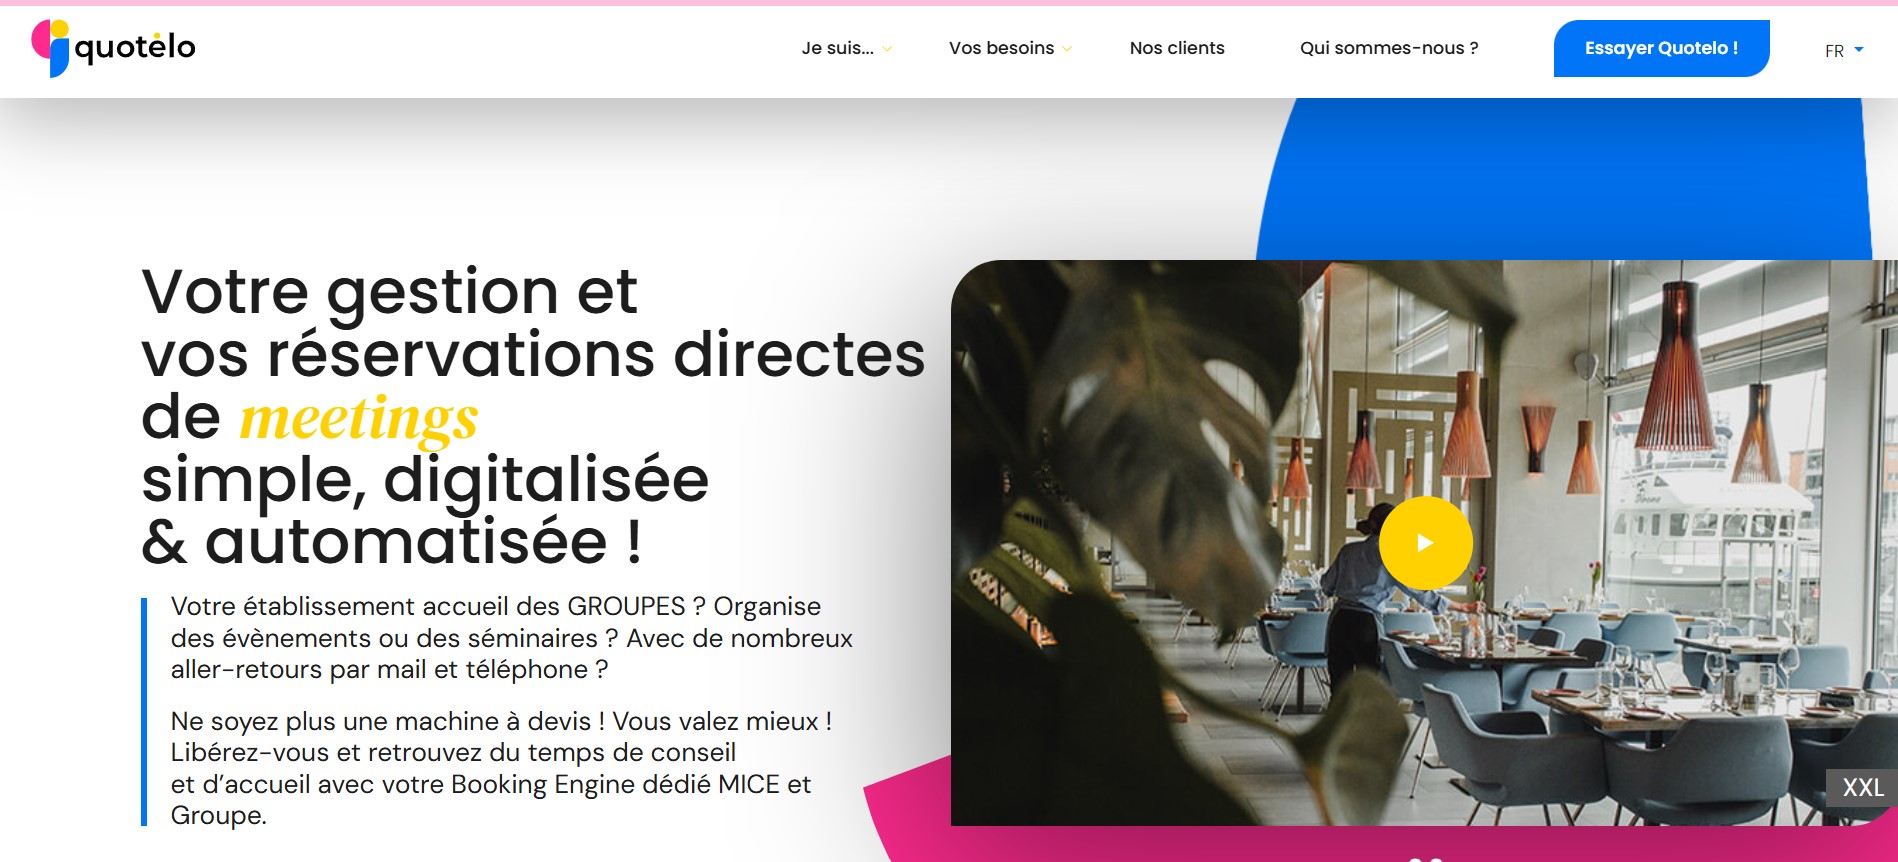 quotelo
Je suis...
Vos besoins
Nos clients
Qui sommes-nous ?
Essayer Quotelo !
FR
Votre gestion et
vos réservations directes
de meetings
simple, digitalisée
& automatisée !
Votre établissement accueil des GROUPES ? Organise
des évènements ou des séminaires ? Avec de nombreux
aller-retours par mail et téléphone ?
Ne soyez plus une machine à devis ! Vous valez mieux !
Libérez-vous et retrouvez du temps de conseil
et d’accueil avec votre Booking Engine dédié MICE et
Groupe.
XXL